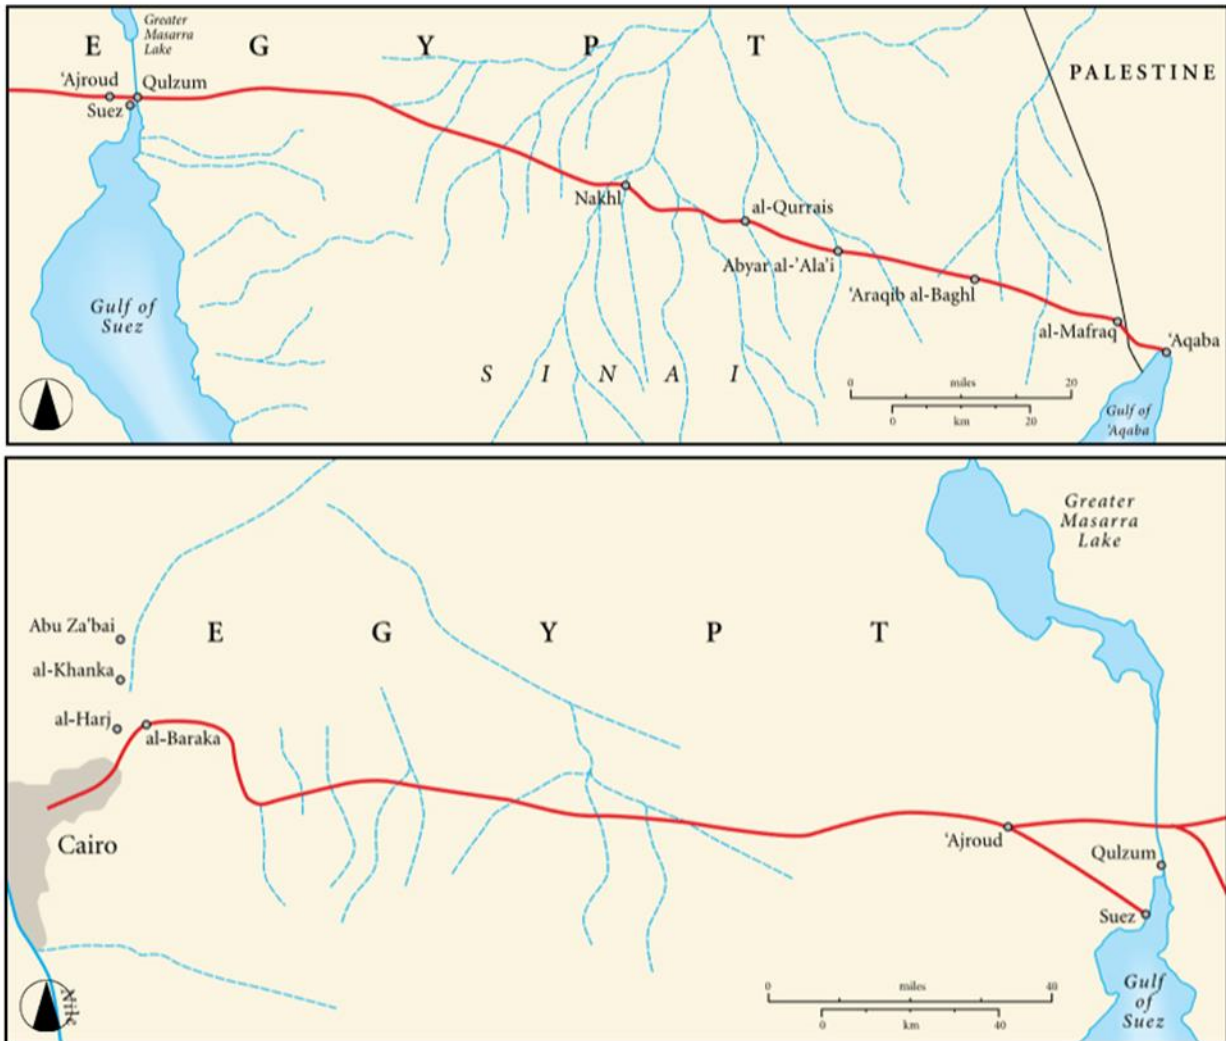 Greater
Masarra
Lake
E G Y P T
PALESTINE
'Ajroud
Qulzum
Suez
Nakhl
al-Qurrais
Abyar al-'Ala'i
'Araqib al-Baghl
al-Mafraq
'Aqaba
Gulf of
Suez
S I N A I
0 miles 20
0 km 20
Gulf of
'Aqaba
Greater
Masarra
Lake
Abu Za'bai
E G Y P T
al-Khanka
al-Harj
al-Baraka
Cairo
'Ajroud
Qulzum
Suez
Nile
0 miles 40
0 km 40
Gulf
of
Suez